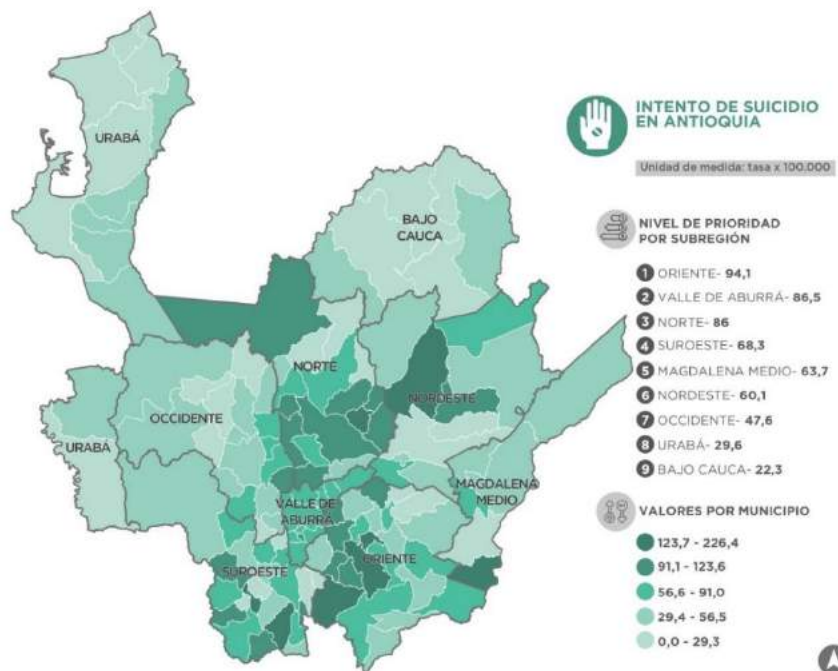 INTENTO DE SUICIDIO
EN ANTIOQUIA
Unidad de medida: tasa x 100.000
NIVEL DE PRIORIDAD
POR SUBREGIÓN
1 ORIENTE- 94,1
2 VALLE DE ABURRÁ- 86,5
3 NORTE- 86
4 SUROESTE- 68,3
5 MAGDALENA MEDIO- 63,7
6 NORDESTE- 60,1
7 OCCIDENTE- 47,6
8 URABÁ- 29,6
9 BAJO CAUCA- 22,3
VALORES POR MUNICIPIO
123,7 - 226,4
91,1 - 123,6
56,6 - 91,0
29,4 - 56,5
0,0 - 29,3
URABÁ
BAJO
CAUCA
NORTE
NORDESTE
OCCIDENTE
URABÁ
MAGDALENA
MEDIO
VALLE DE
ABURRÁ
ORIENTE
SUROESTE